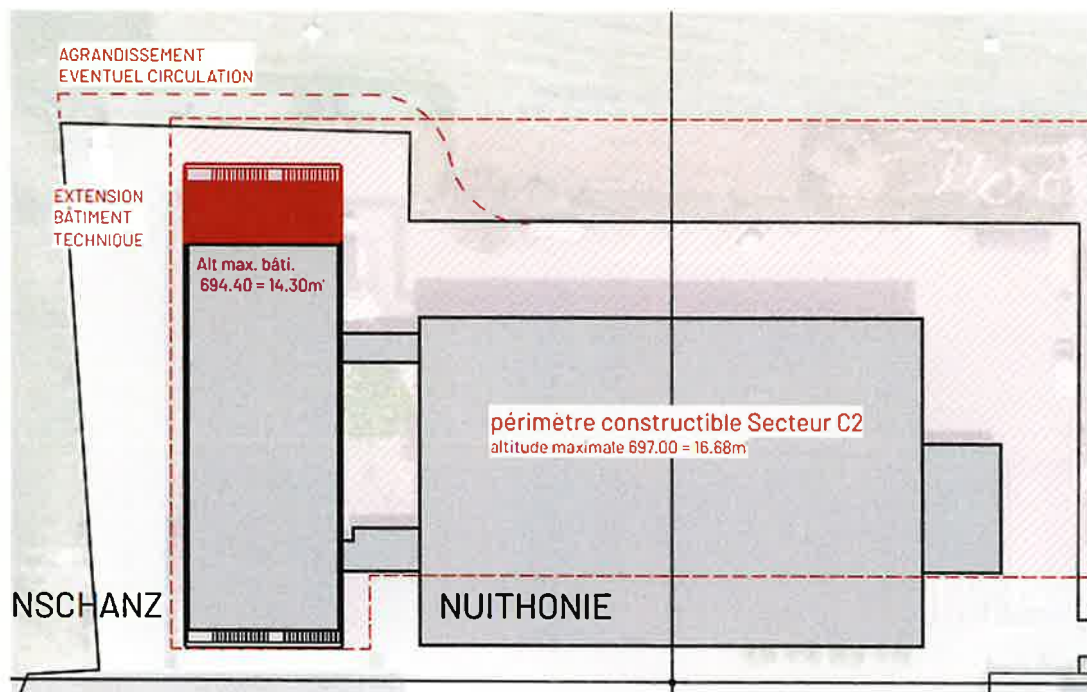 AGRANDISSEMENT
EVENTUEL CIRCULATION
EXTENSION
BÂTIMENT
TECHNIQUE
Alt max. bâti.
694.40 = 14.30m
périmètre constructible Secteur C2
altitude maximale 697.00 = 16.68m
NSCHANZ
NUITHONIE